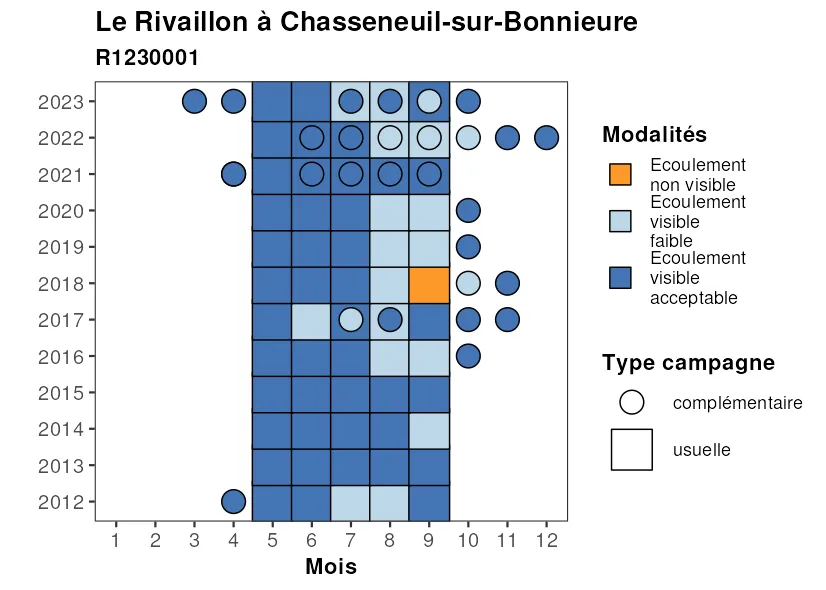 Le Rivaillon à Chasseneuil-sur-Bonnieure
R1230001
2023
2022
2021
2020
2019
2018
2017
2016
2015
2014
2013
2012
1 2 3 4 5 6 7 8 9 10 11 12
Mois
Modalités
Ecoulement
non visible
Ecoulement
visible
faible
Ecoulement
visible
acceptable
Type campagne
complémentaire
usuelle